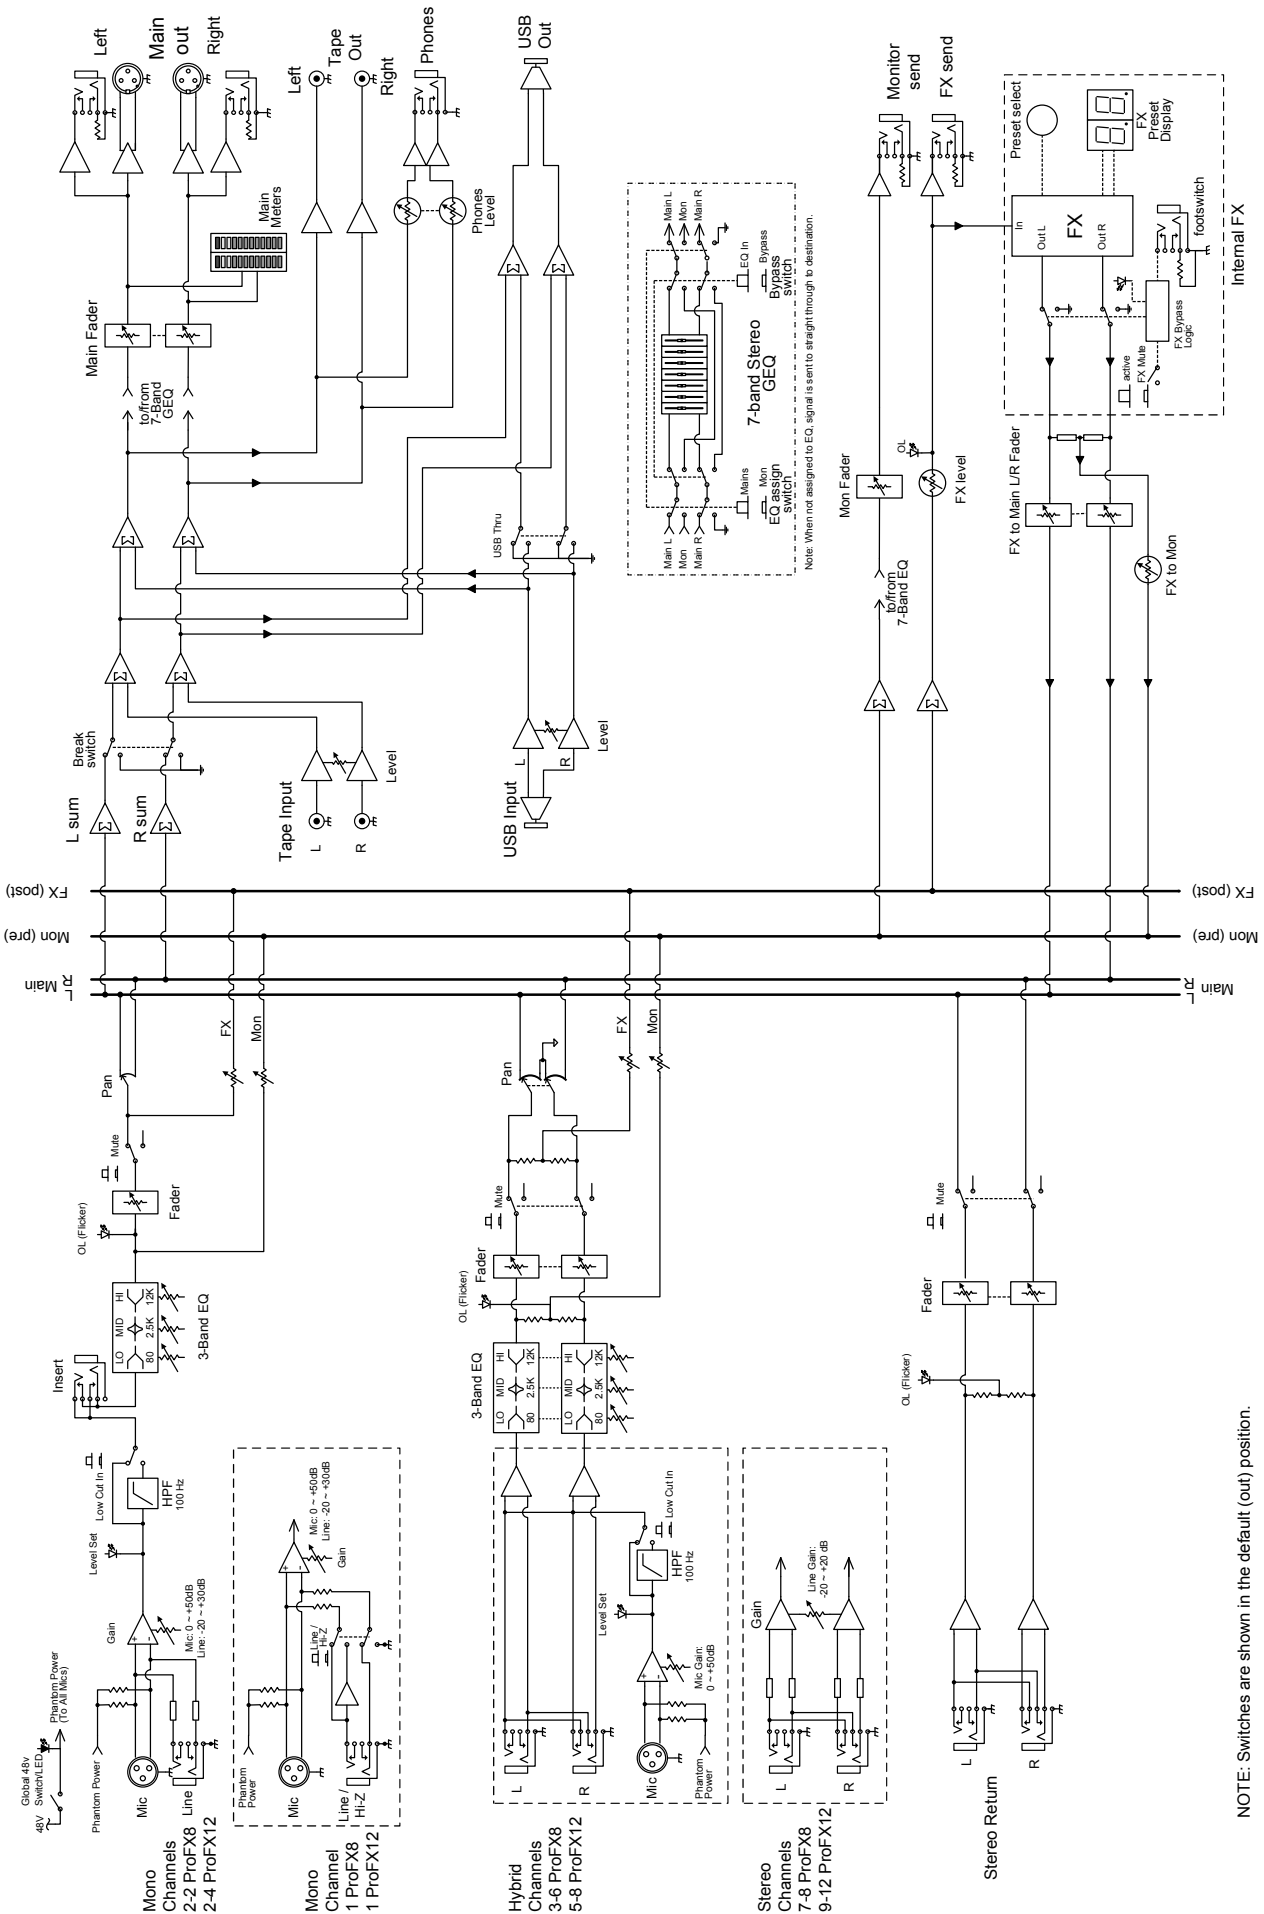 48V
Global 48v
Switch/LED
Phantom Power
(To All Mics)
Phantom Power
Mic
Line
Mono
Channels
2-2 ProFX8
2-4 ProFX12
Gain
Mic: 0 ~ +50dB
Line: -20 ~ +30dB
Level Set
Low Cut In
HPF
100 Hz
Insert
LO
MID
HI
80
2.5K
12K
3-Band EQ
OL (Flicker)
Fader
Mute
Pan
FX
Mon
Phantom
Power
Mic
Line /
Hi-Z
Mono
Channel
1 ProFX8
1 ProFX12
Line /
Hi-Z
Gain
Mic: 0 ~ +50dB
Line: -20 ~ +30dB
Hybrid
Channels
3-6 ProFX8
5-8 ProFX12
L
R
Mic
Phantom
Power
Mic Gain:
0 ~ +50dB
Level Set
HPF
100 Hz
Low Cut In
3-Band EQ
LO
MID
HI
80
2.5K
12K
LO
MID
HI
80
2.5K
12K
OL (Flicker)
Fader
Mute
Pan
FX
Mon
Stereo
Channels
7-8 ProFX8
9-12 ProFX12
L
R
Gain
Line Gain:
-20 ~ +20 dB
Stereo Return
L
R
OL (Flicker)
Fader
Mute
L
R
Main
Mon (pre)
FX (post)
L
R
Main
Mon (pre)
FX (post)
L sum
R sum
Break
switch
Tape Input
L
R
Level
USB Input
L
R
Level
USB Thru
to/from
7-Band
GEQ
Main Fader
Main
Meters
Left
Main
out
Right
Left
Tape
Out
Right
Phones
Level
Phones
USB
Out
Main L
Mon
Main R
Mains
Mon
EQ assign
switch
7-band Stereo
GEQ
EQ In
Bypass
Bypass
switch
Main L
Mon
Main R
Note: When not assigned to EQ, signal is sent to straight through to destination.
to/from
7-Band EQ
Mon Fader
OL
FX level
Monitor
send
FX send
FX to Main L/R Fader
FX to Mon
Preset select
FX
Preset
Display
In
FX
Out L
Out R
footswitch
FX Bypass
Logic
active
FX Mute
Internal FX
NOTE: Switches are shown in the default (out) position.